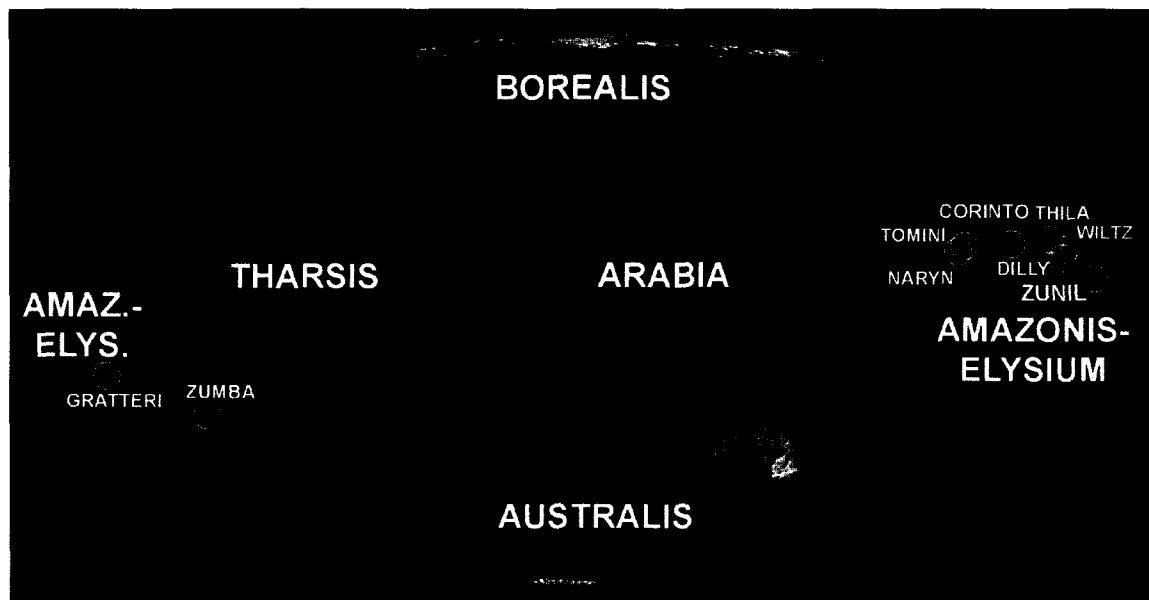 BOREALIS
CORINTO THILA
TOMINI
WILTZ
THARSIS
ARABIA
NARYN
DILLY
ZUNIL
AMAZ.-
ELYS.
AMAZONIS-
ELYSIUM
GRATTERI
ZUMBA
AUSTRALIS